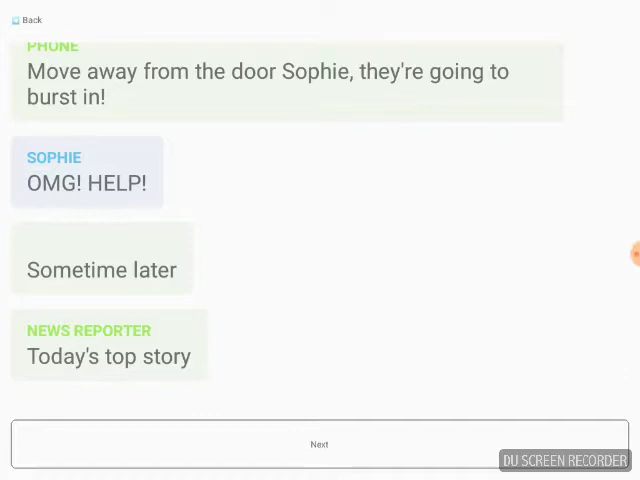 Back
PHONE
Move away from the door Sophie, they're going to
burst in!
SOPHIE
OMG! HELP!
Sometime later
NEWS REPORTER
Today's top story
Next
DU SCREEN RECORDER